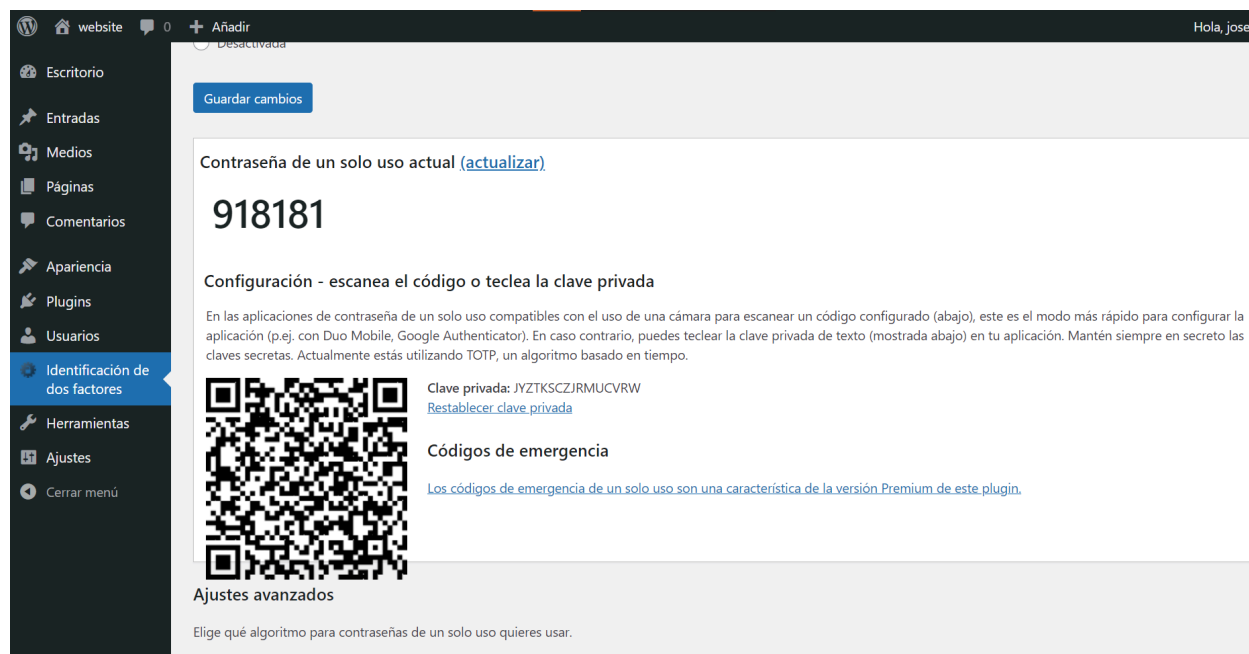 website 0 Añadir Hola, jose
Escritorio
Entradas
Medios
Páginas
Comentarios
Apariencia
Plugins
Usuarios
Identificación de
dos factores
Herramientas
Ajustes
Cerrar menú
Desactivada
Guardar cambios
Contraseña de un solo uso actual (actualizar)
918181
Configuración - escanea el código o teclea la clave privada
En las aplicaciones de contraseña de un solo uso compatibles con el uso de una cámara para escanear un código configurado (abajo), este es el modo más rápido para configurar la
aplicación (p.ej. con Duo Mobile, Google Authenticator). En caso contrario, puedes teclear la clave privada de texto (mostrada abajo) en tu aplicación. Mantén siempre en secreto las
claves secretas. Actualmente estás utilizando TOTP, un algoritmo basado en tiempo.
Clave privada: JYZTKSCZJRMUCVRW
Restablecer clave privada
Códigos de emergencia
Los códigos de emergencia de un solo uso son una característica de la versión Premium de este plugin.
Ajustes avanzados
Elige qué algoritmo para contraseñas de un solo uso quieres usar.